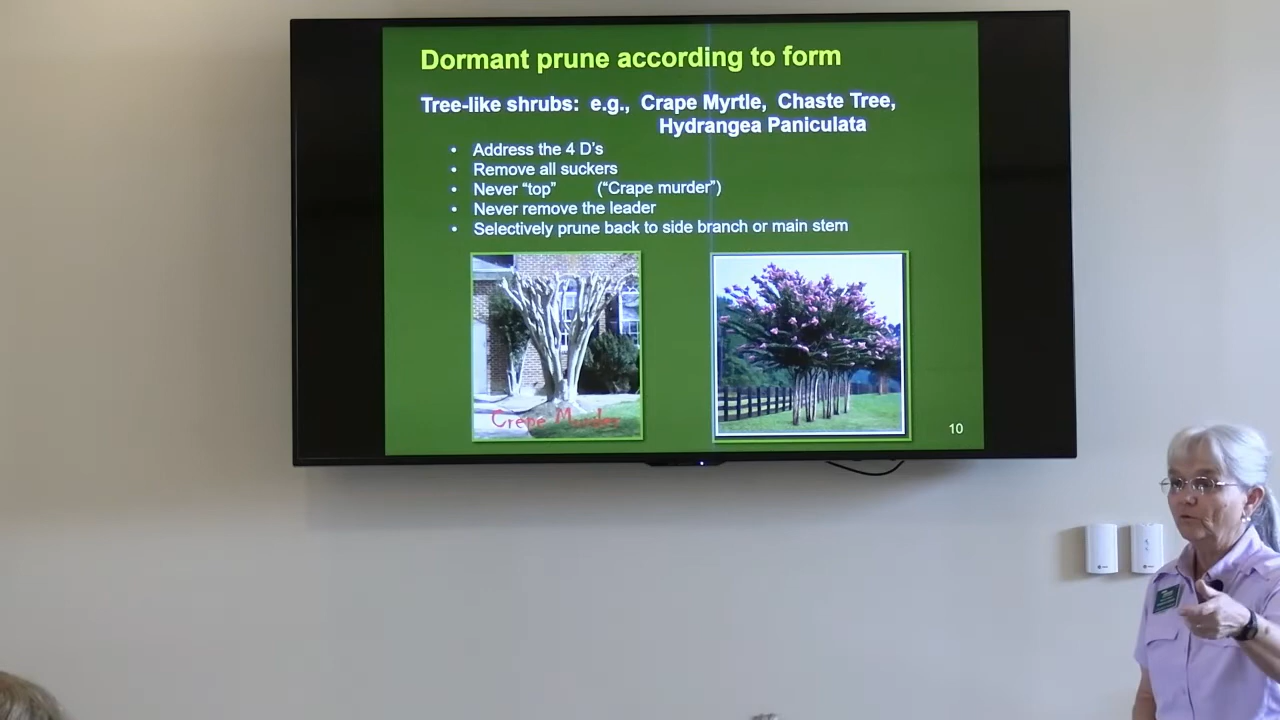 Dormant prune according to form
Tree-like shrubs: e.g., Crape Myrtle, Chaste Tree,
Hydrangea Paniculata
• Address the 4 D's
• Remove all suckers
• Never “top” (“Crape murder”)
• Never remove the leader
• Selectively prune back to side branch or main stem
Crepe Murder
10